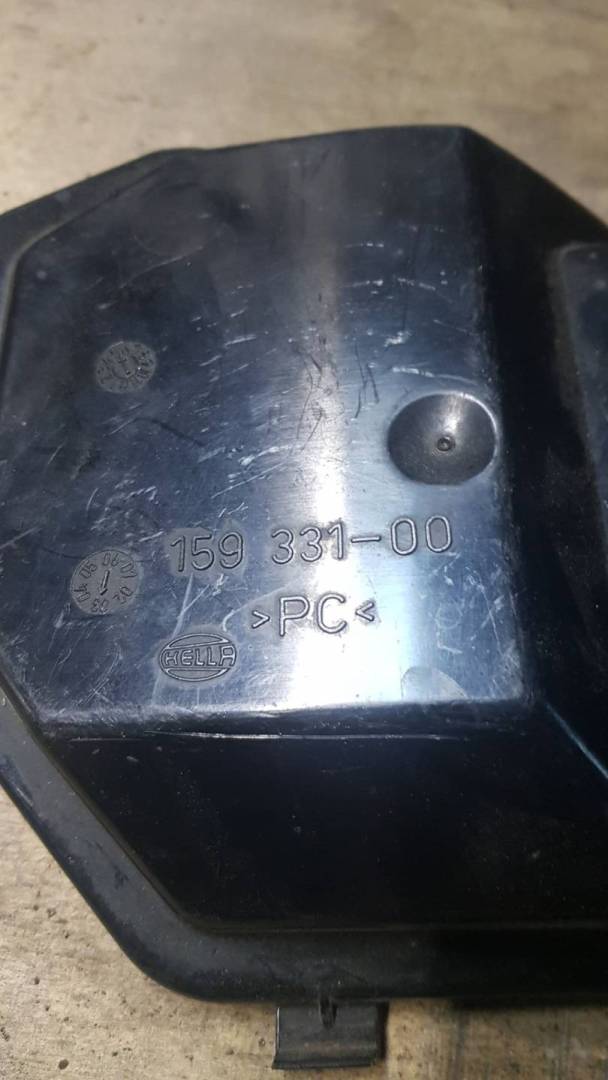 159 331-00
>PC<
HELLA